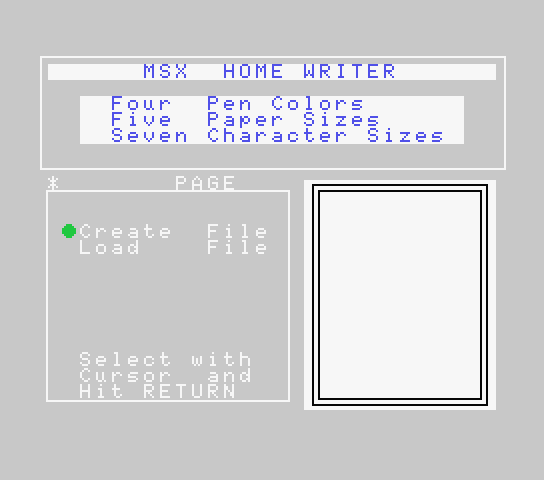 MSX HOME WRITER
Four Pen Colors
Five Paper Sizes
Seven Character Sizes
* PAGE
Create File
Load File
Select with
Cursor and
Hit RETURN